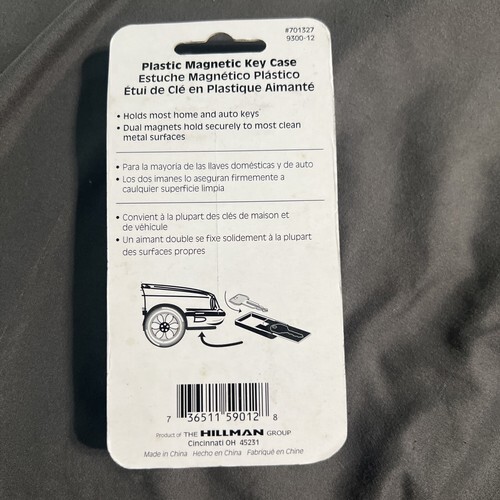 #701327
9300-12
Plastic Magnetic Key Case
Estuche Magnético Plástico
Étui de Clé en Plastique Aimanté
• Holds most home and auto keys
• Dual magnets hold securely to most clean
metal surfaces
• Para la mayoria de las llaves domésticas y de auto
• Los dos imanes lo aseguran firmemente a
caulquier superficie limpia
• Convient à la plupart des clés de maison et
de véhicule
• Un aimant double se fixe solidement à la plupart
des surfaces propres
7 36511 59012 8
Product of THE HILLMAN GROUP
Cincinnati OH 45231
Made in China Hecho en China Fabriqué en Chine